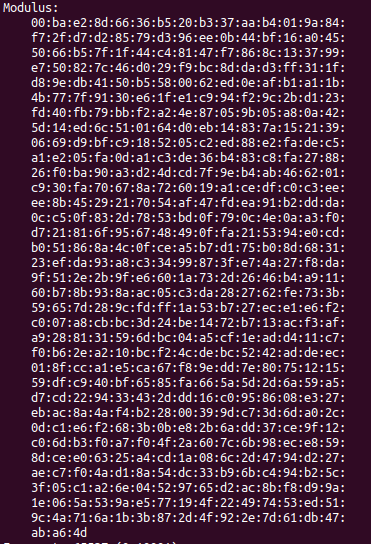 Modulus:
00:ba:e2:8d:66:36:b5:20:b3:37:aa:b4:01:9a:84:
f7:2f:d7:d2:85:79:d3:96:ee:0b:44:bf:16:a0:45:
50:66:b5:7f:1f:44:c4:81:47:f7:86:8c:13:37:99:
e7:50:82:7c:46:d0:29:f9:bc:8d:da:d3:ff:31:1f:
d8:9e:db:41:50:b5:58:00:62:ed:0e:af:b1:a1:1b:
4b:77:7f:91:30:e6:1f:e1:c9:94:f2:9c:2b:d1:23:
fd:40:fb:79:bb:f2:a2:4e:87:05:9b:05:a8:0a:42:
5d:14:ed:6c:51:01:64:d0:eb:14:83:7a:15:21:39:
06:69:d9:bf:c9:18:52:05:c2:ed:88:e2:fa:de:c5:
a1:e2:05:fa:0d:a1:c3:de:36:b4:83:c8:fa:27:88:
26:f0:ba:90:a3:d2:4d:cd:7f:9e:b4:ab:46:62:01:
c9:30:fa:70:67:8a:72:60:19:a1:ce:df:c0:c3:ee:
ee:8b:45:29:21:70:54:af:47:fd:ea:91:b2:dd:da:
0c:c5:0f:83:2d:78:53:bd:0f:79:0c:4e:0a:a3:f0:
d7:21:81:6f:95:67:48:49:0f:fa:21:53:94:e0:cd:
b0:51:86:8a:4c:0f:ce:a5:b7:d1:75:b0:8d:68:31:
23:ef:da:93:a8:c3:34:99:87:3f:e7:4a:27:f8:da:
9f:51:2e:2b:9f:e6:60:1a:73:2d:26:46:b4:a9:11:
60:b7:8b:93:8a:ac:05:c3:da:28:27:62:fe:73:3b:
59:65:7d:28:9c:fd:ff:1a:53:b7:27:ec:e1:e6:f2:
c0:07:a8:cb:bc:3d:24:be:14:72:b7:13:ac:f3:af:
a9:28:81:31:59:6d:bc:04:a5:cf:1e:ad:d4:11:c7:
f0:b6:2e:a2:10:bc:f2:4c:de:bc:52:42:ad:de:ec:
01:8f:cc:a1:e5:ca:67:f8:9e:dd:7e:80:75:12:15:
59:df:c9:40:bf:65:85:fa:66:5a:5d:2d:6a:59:a5:
d7:cd:22:94:33:43:2d:dd:16:c0:95:86:08:e3:27:
eb:ac:8a:4a:f4:b2:28:00:39:9d:c7:3d:6d:a0:2c:
0d:c1:e6:f2:68:3b:0b:e8:2b:6a:dd:37:ce:9f:12:
c0:6d:b3:f0:a7:f0:4f:2a:60:7c:6b:98:ec:e8:59:
8d:ce:e0:63:25:a4:cd:1a:08:6c:2d:47:94:d2:27:
ae:c7:f0:4a:d1:8a:54:dc:33:b9:6b:c4:94:b2:5c:
3f:05:c1:a2:6e:04:52:97:65:d2:ac:8b:f8:d9:9a:
1e:06:5a:53:9a:e5:77:19:4f:22:49:74:53:ed:51:
9c:4a:71:6a:1b:3b:87:2d:4f:92:2e:7d:61:db:47:
ab:a6:4d